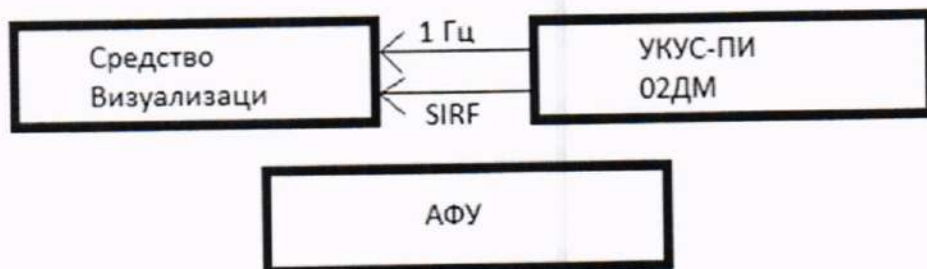 Средство
Визуализаци
1 Гц
SIRF
УКУС-ПИ
02ДМ
АФУ